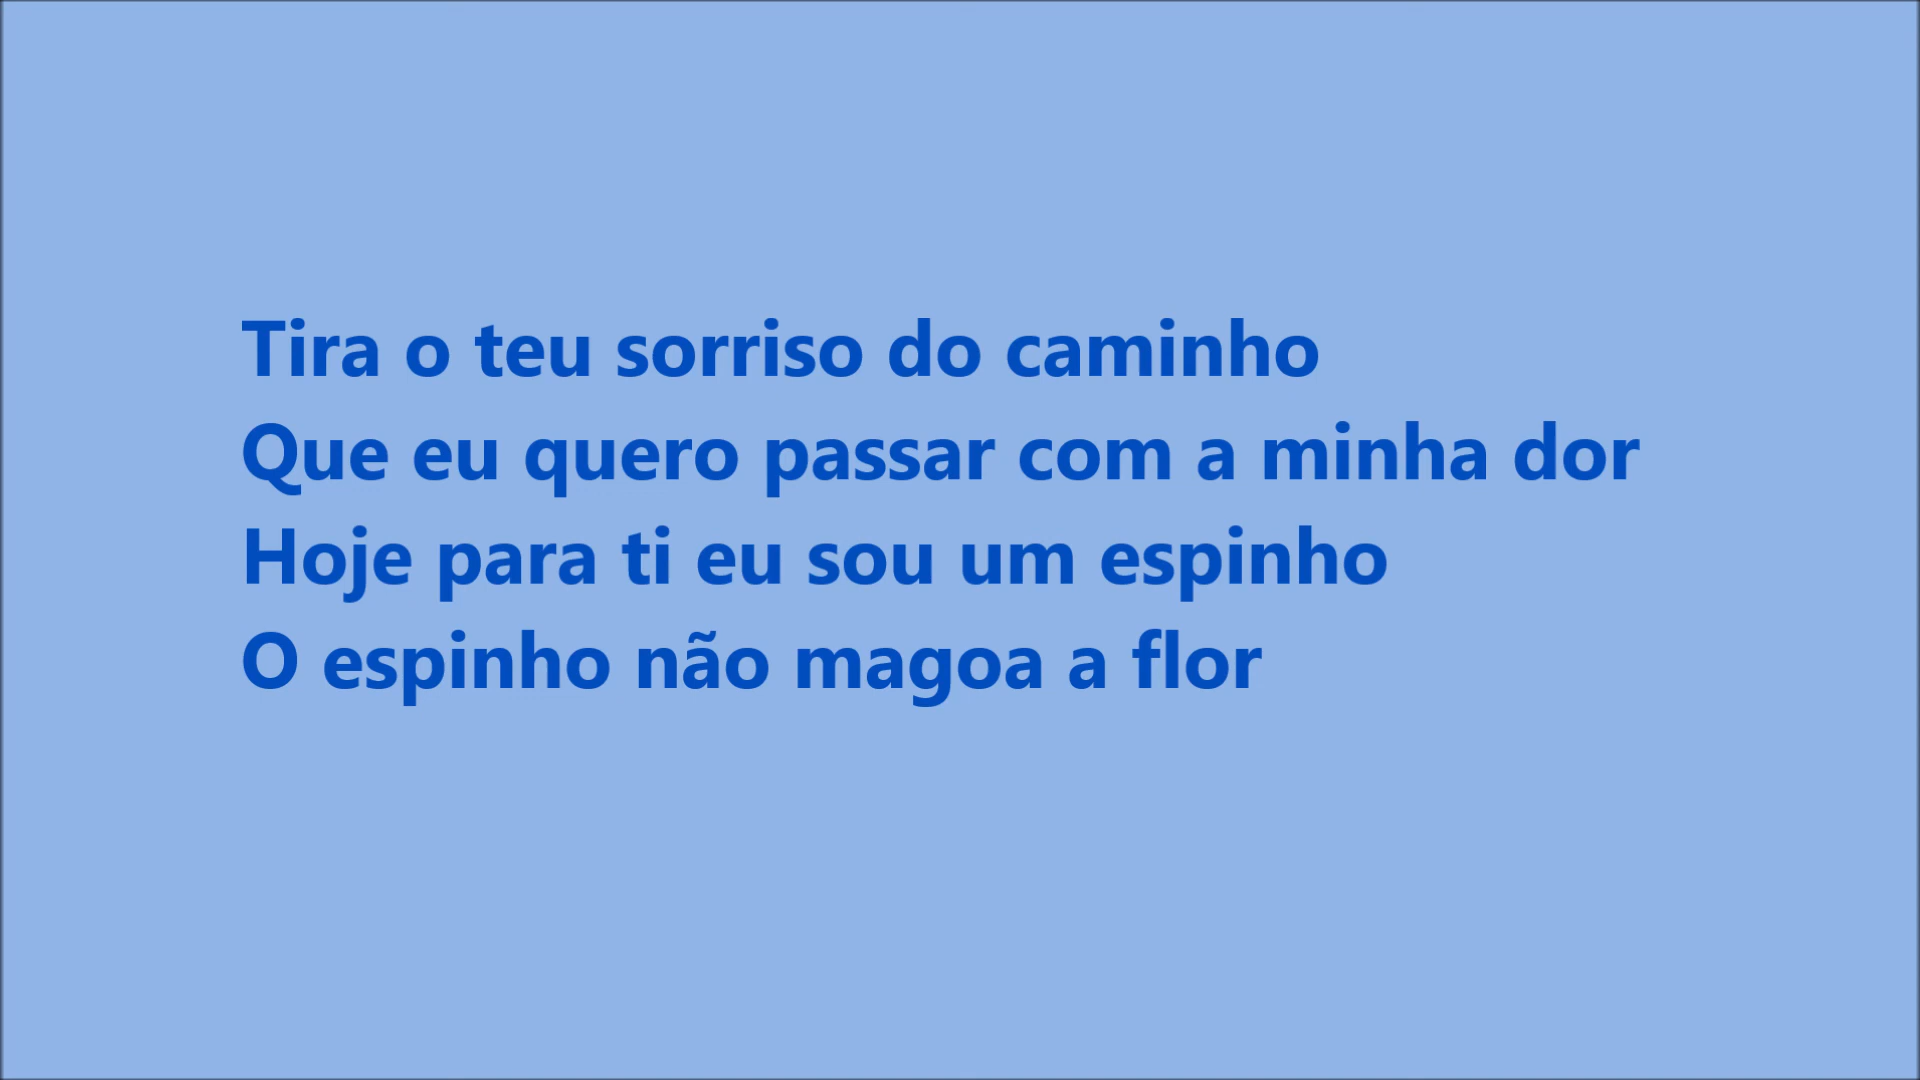 Tira o teu sorriso do caminho
Que eu quero passar com a minha dor
Hoje para ti eu sou um espinho
O espinho não magoa a flor